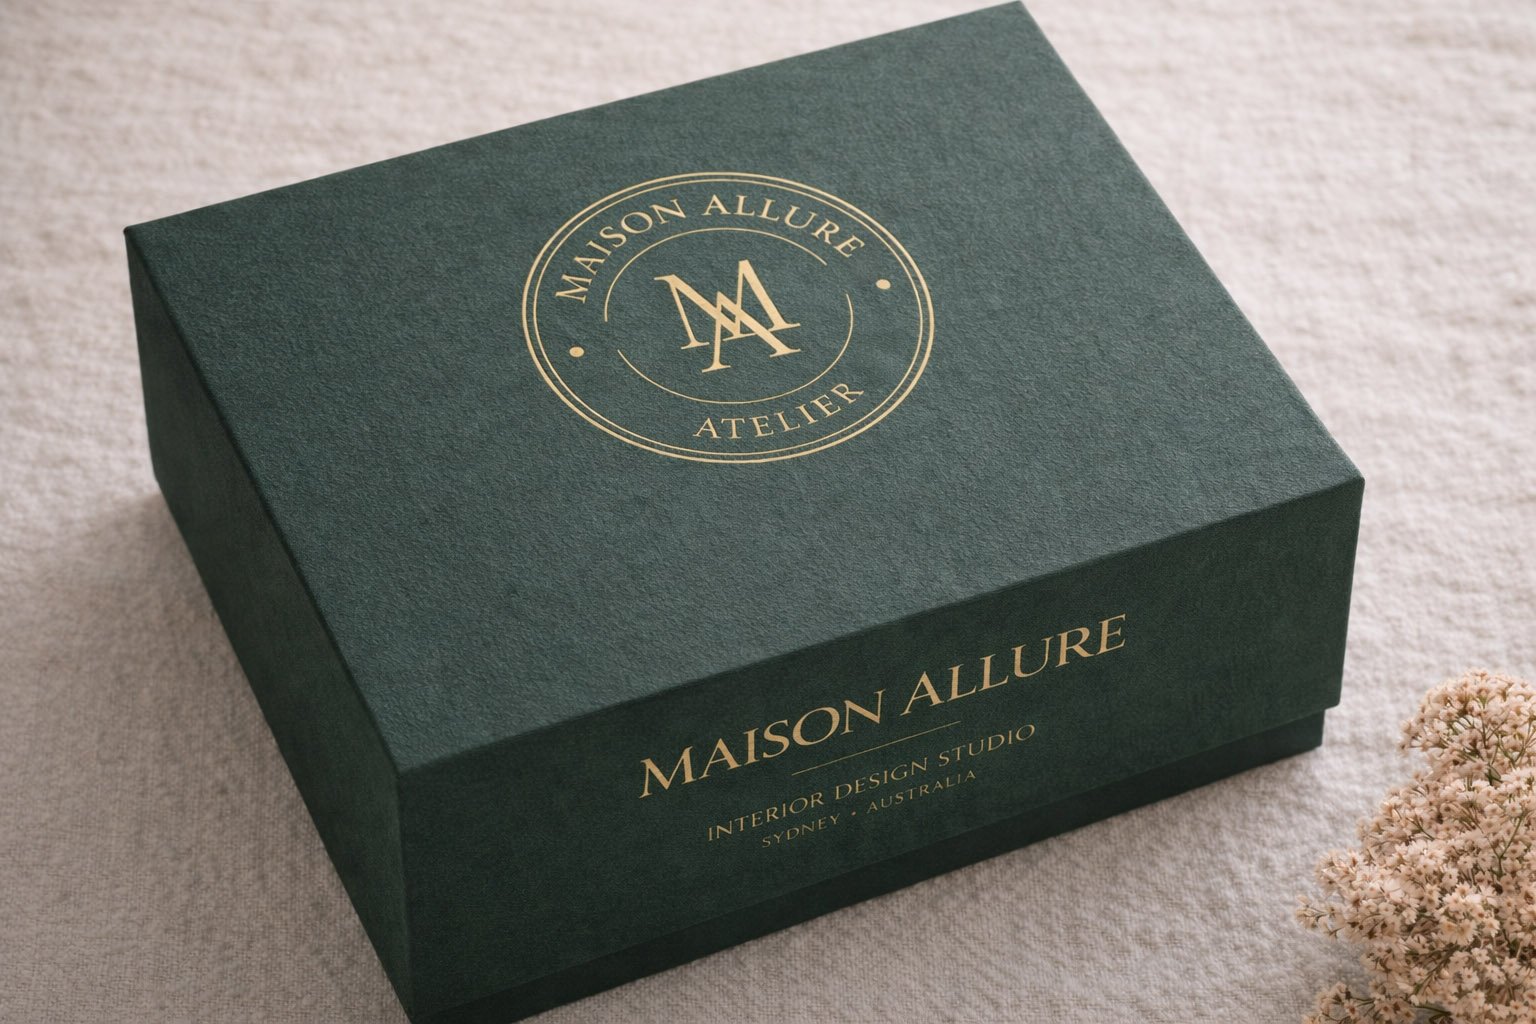 MAISON ALLURE
MA
ATELIER
MAISON ALLURE
INTERIOR DESIGN STUDIO
SYDNEY • AUSTRALIA